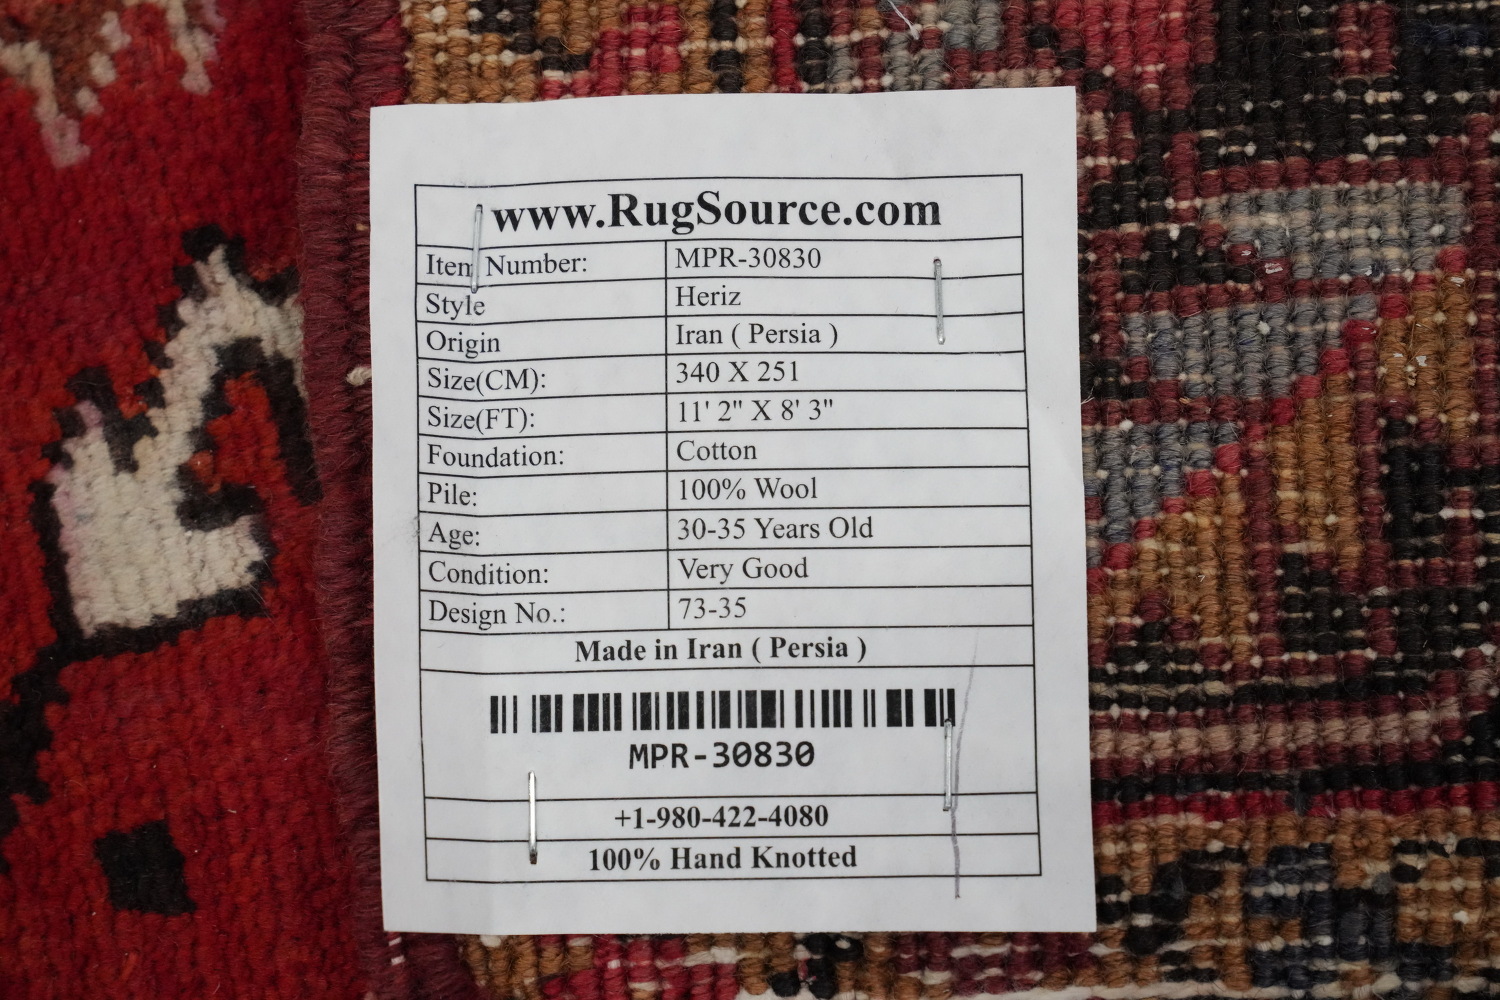 www.RugSource.com
Item Number: MPR-30830
Style Heriz
Origin Iran ( Persia )
Size(CM): 340 X 251
Size(FT): 11' 2" X 8' 3"
Foundation: Cotton
Pile: 100% Wool
Age: 30-35 Years Old
Condition: Very Good
Design No.: 73-35
Made in Iran ( Persia )
MPR-30830
+1-980-422-4080
100% Hand Knotted